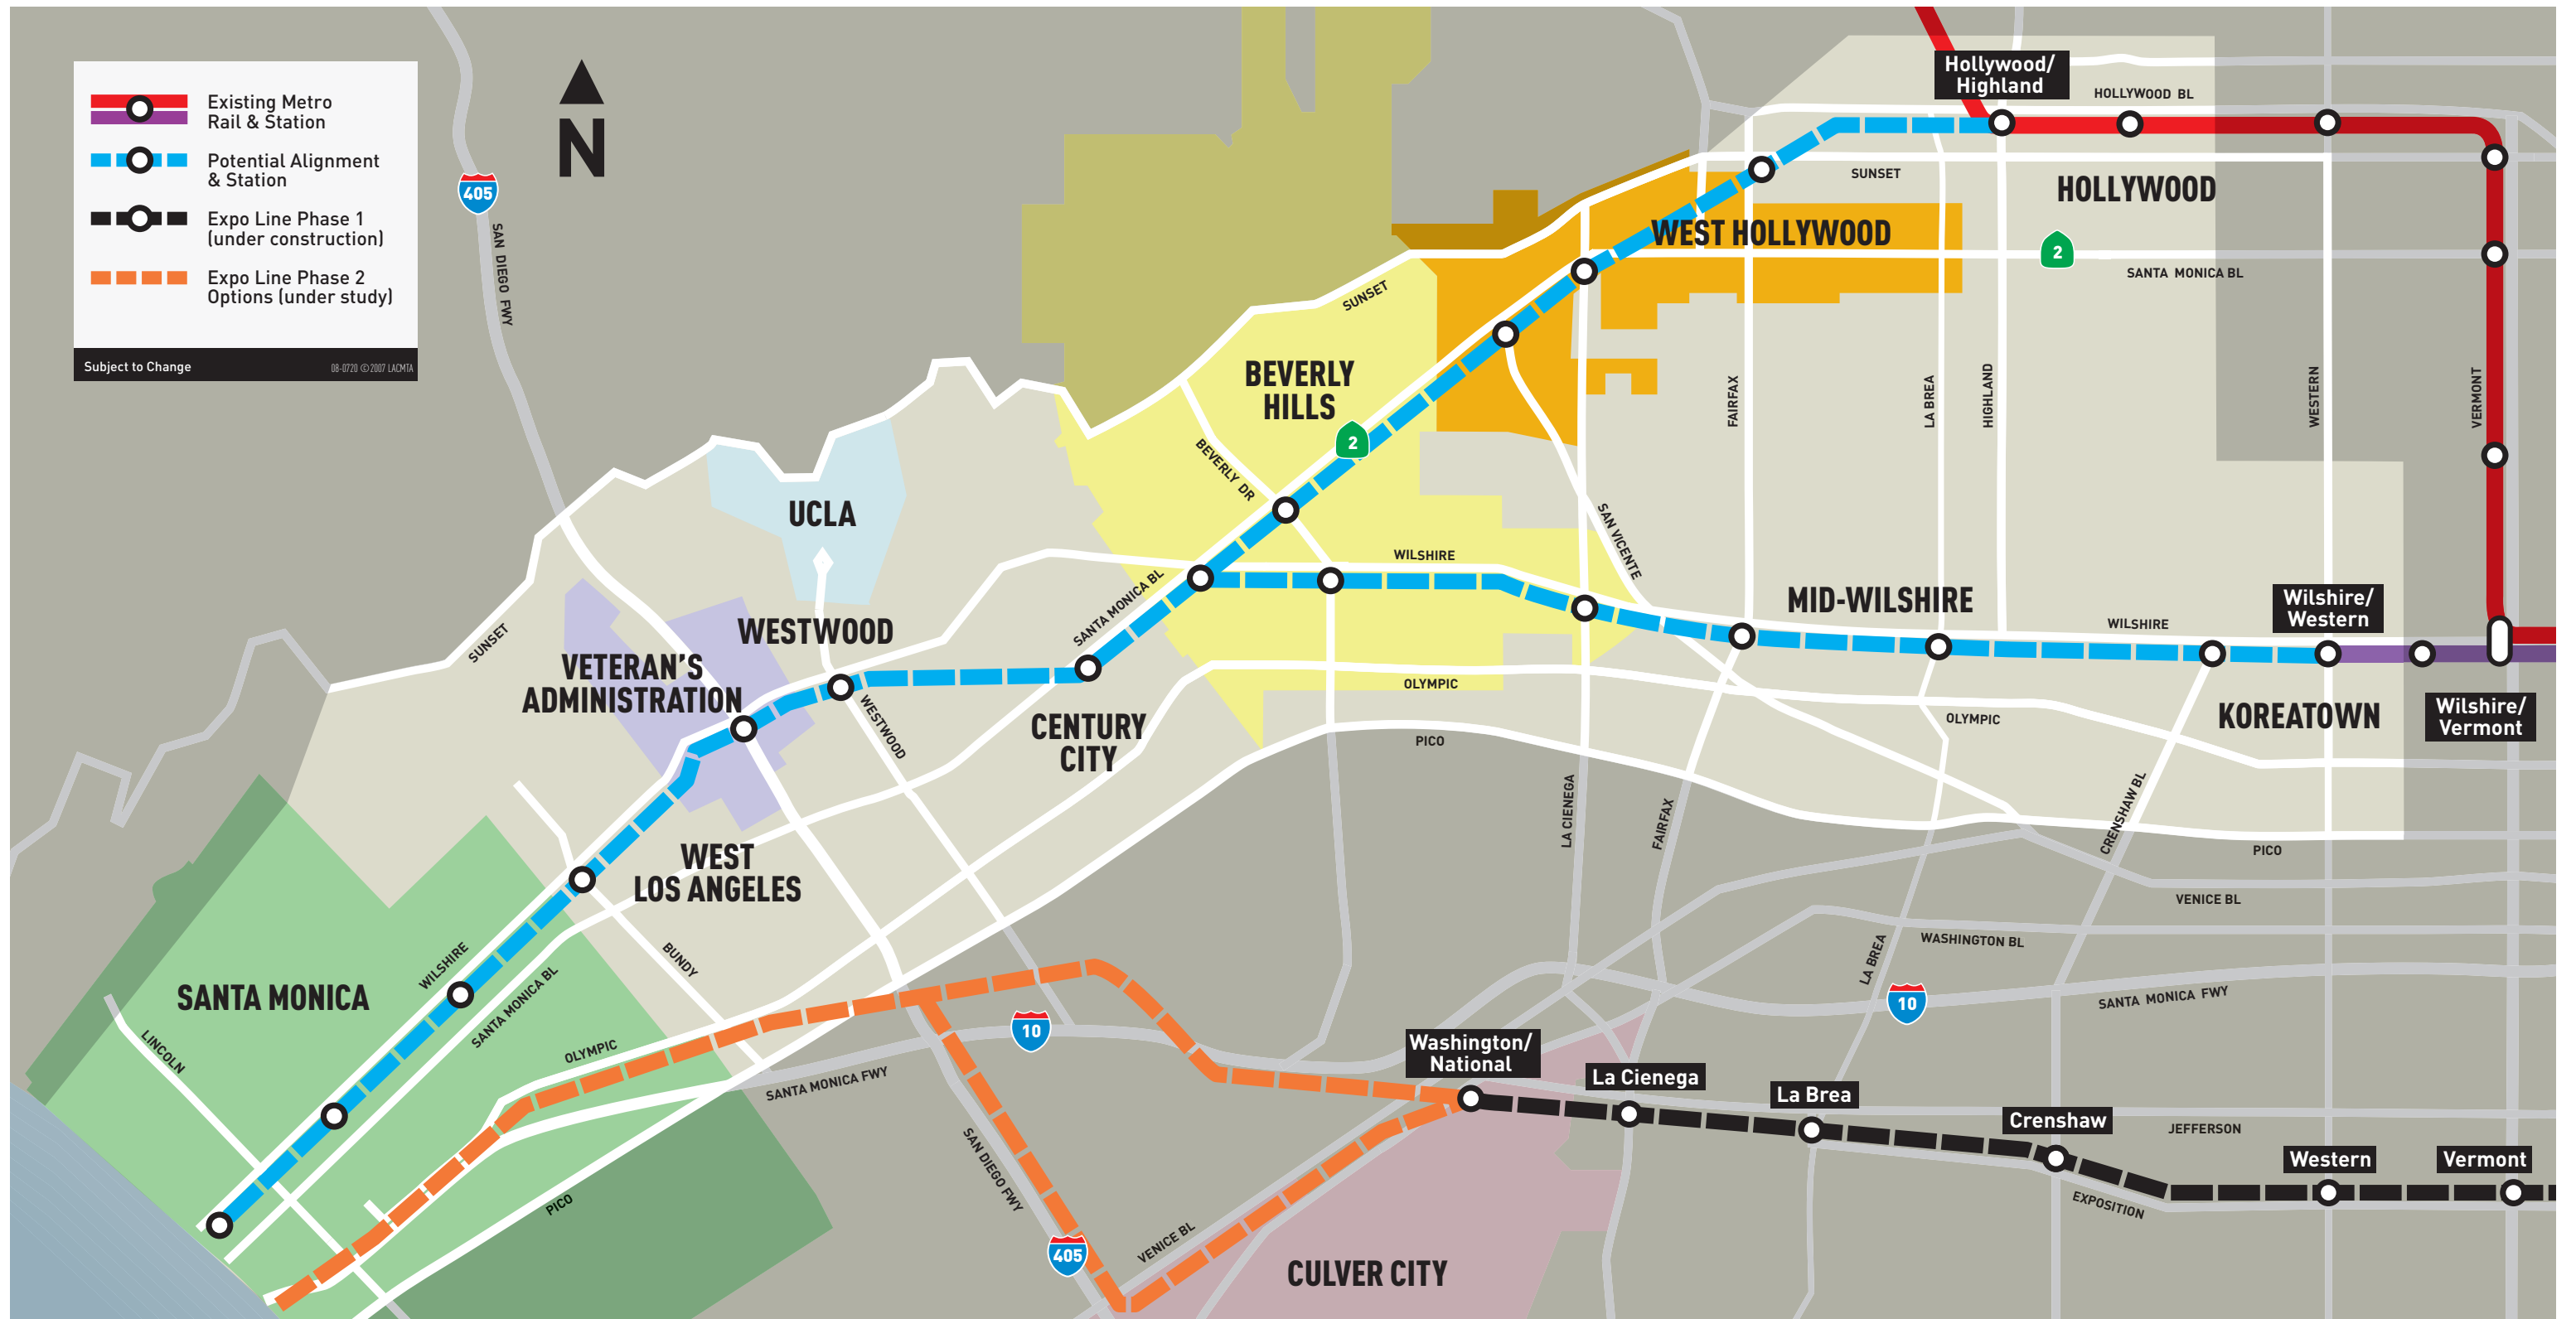 Existing Metro
Rail & Station
Potential Alignment
& Station
Expo Line Phase 1
(under construction)
Expo Line Phase 2
Options (under study)
Subject to Change
08-0720 ©2007 LACMTA
N
405
SAN DIEGO FWY
Hollywood/
Highland
HOLLYWOOD BL
SUNSET
HOLLYWOOD
WEST HOLLYWOOD
2
SANTA MONICA BL
SUNSET
BEVERLY
HILLS
2
BEVERLY DR
FAIRFAX
LA BREA
HIGHLAND
WESTERN
VERMONT
UCLA
SAN VICENTE
WILSHIRE
SANTA MONICA BL
MID-WILSHIRE
WILSHIRE
Wilshire/
Western
SUNSET
WESTWOOD
VETERAN'S
ADMINISTRATION
WESTWOOD
CENTURY
CITY
OLYMPIC
PICO
OLYMPIC
KOREATOWN
Wilshire/
Vermont
LA CIENEGA
FAIRFAX
CRENSHAW BL
PICO
WEST
LOS ANGELES
VENICE BL
WASHINGTON BL
LA BREA
SANTA MONICA
WILSHIRE
SANTA MONICA BL
BUNDY
LINCOLN
OLYMPIC
10
SANTA MONICA FWY
10
SANTA MONICA FWY
Washington/
National
La Cienega
La Brea
Crenshaw
JEFFERSON
Western
Vermont
EXPOSITION
PICO
SAN DIEGO FWY
405
VENICE BL
CULVER CITY